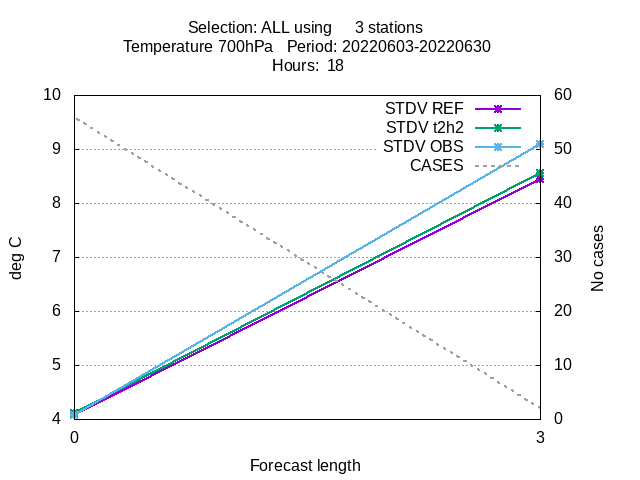 Selection: ALL using     3 stations
Temperature 700hPa   Period: 20220603-20220630
Hours:  18
STDV REF
STDV t2h2
STDV OBS
CASES
10
9
8
7
6
5
4
60
50
40
30
20
10
0
deg C
No cases
0
3
Forecast length